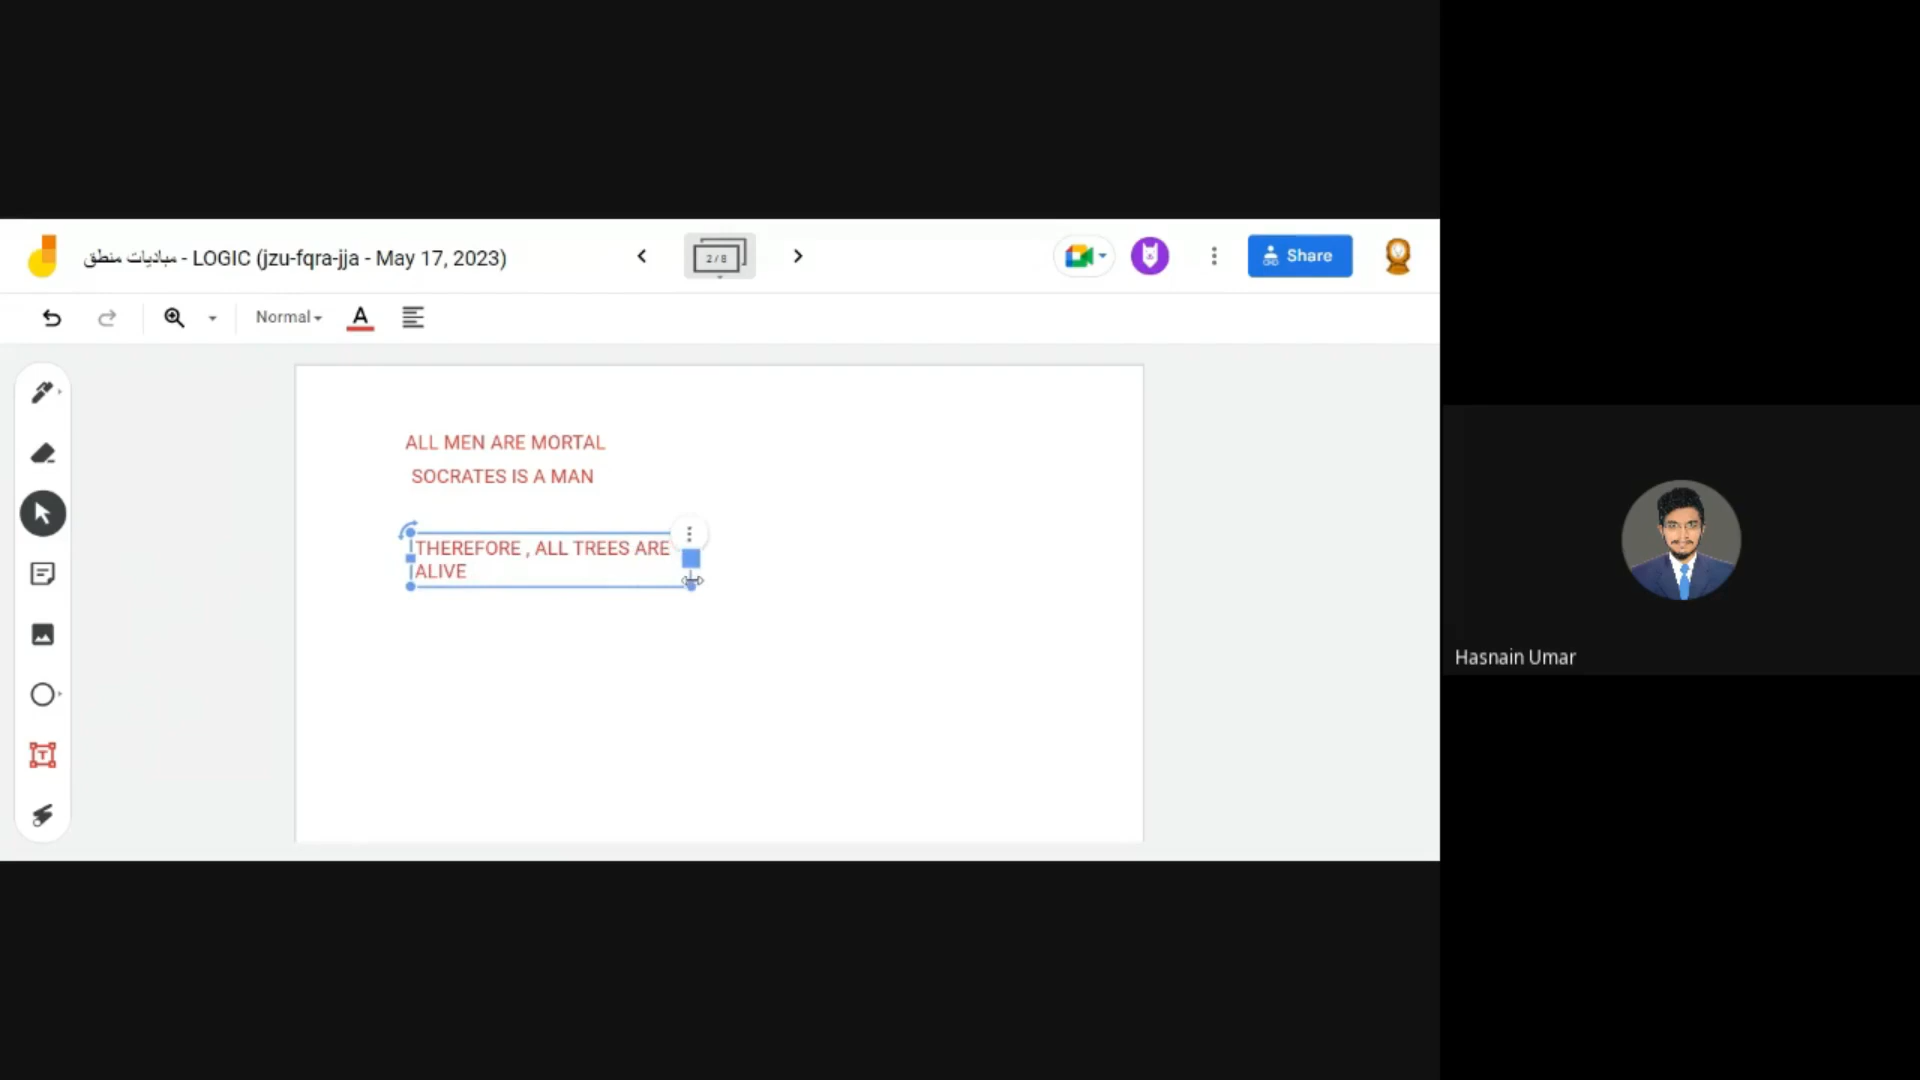 مبادیات منطق - LOGIC (jzu-fqra-jja - May 17, 2023)
2 / 8
Share
Normal
A
ALL MEN ARE MORTAL
SOCRATES IS A MAN
THEREFORE , ALL TREES ARE
ALIVE
T
Hasnain Umar